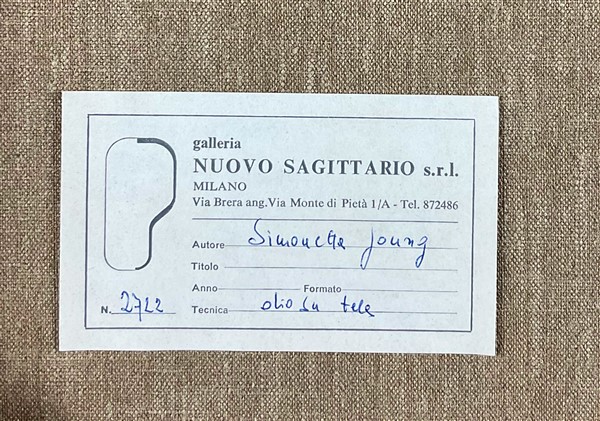 galleria
NUOVO SAGITTARIO s.r.l.
MILANO
Via Brera ang.Via Monte di Pietà 1/A - Tel. 872486
Autore Simonetta Joung
Titolo
Anno Formato
N. 2722 Tecnica olio su tela